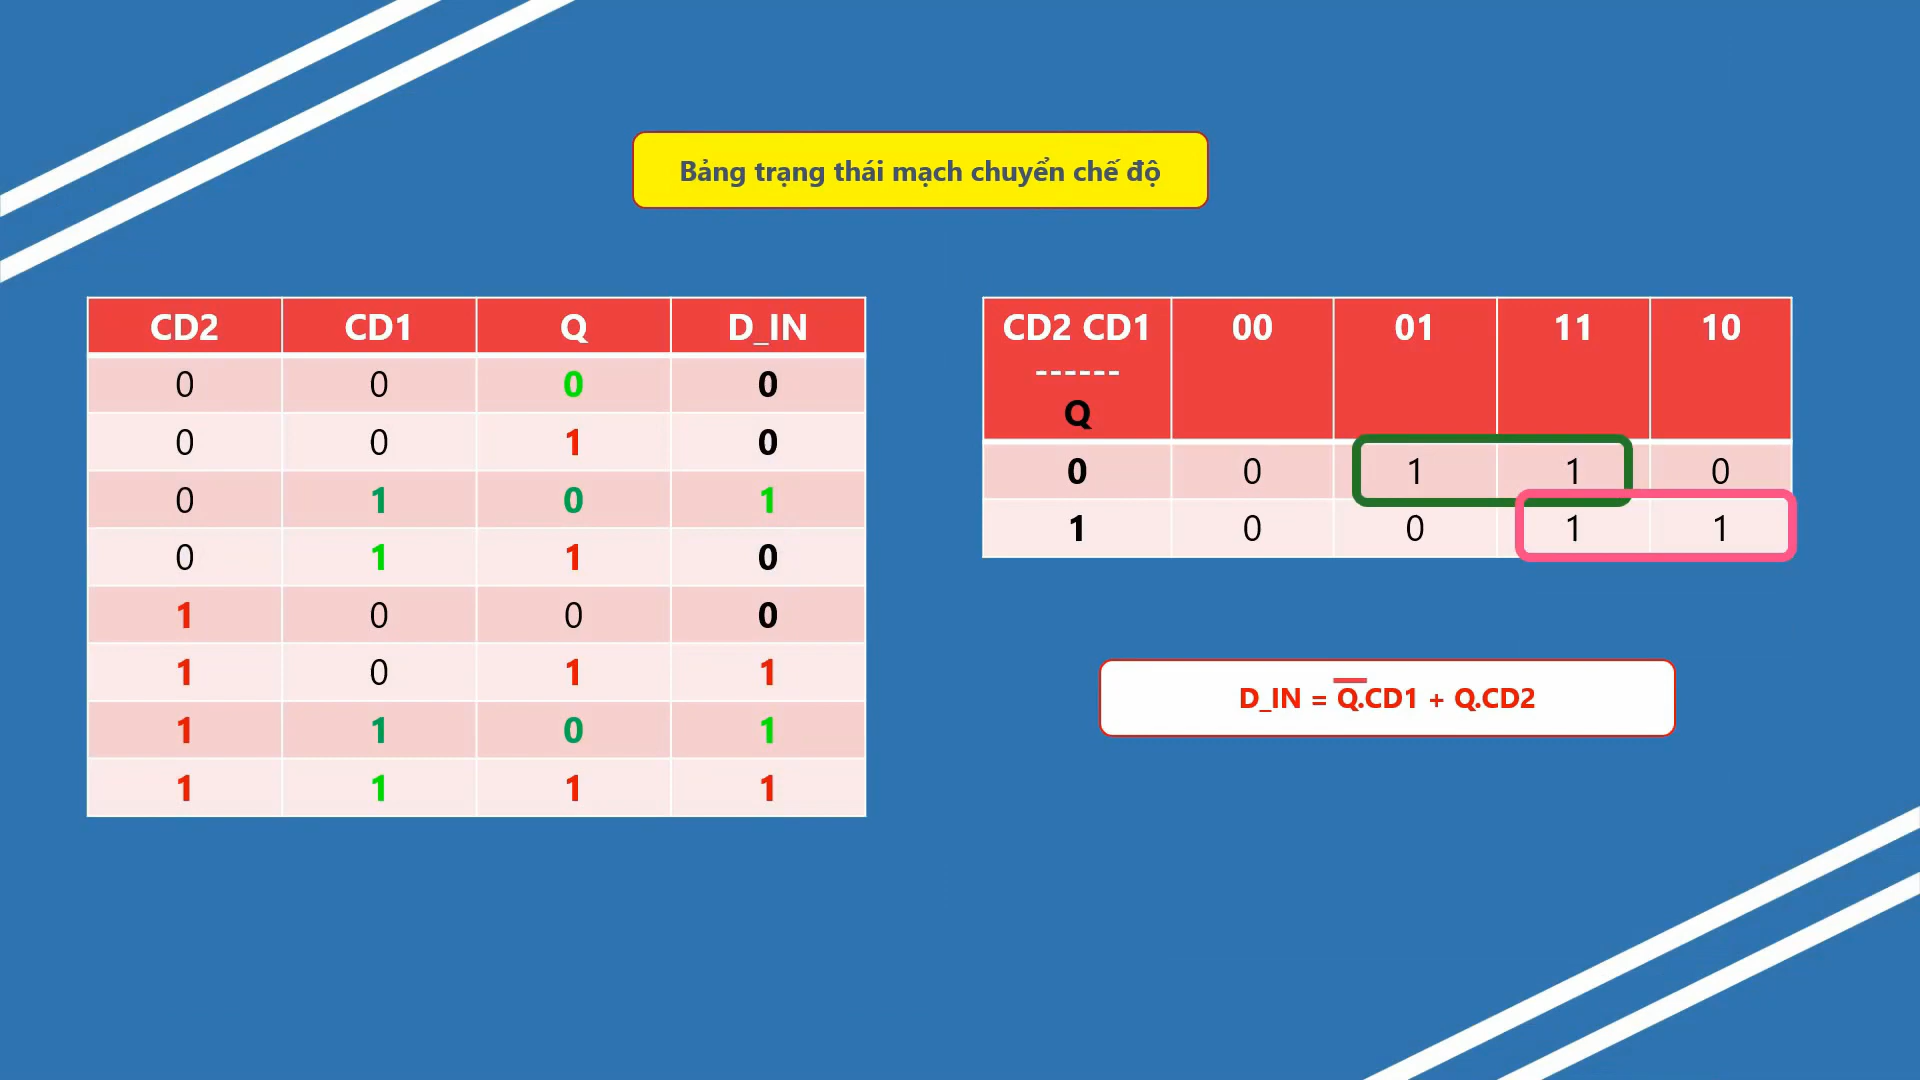 Bảng trạng thái mạch chuyển chế độ
CD2 CD1 Q D_IN
0 0 0 0
0 0 1 0
0 1 0 1
0 1 1 0
1 0 0 0
1 0 1 1
1 1 0 1
1 1 1 1
CD2 CD1 00 01 11 10
------
Q
0 0 1 1 0
1 0 0 1 1
D_IN = Q̅.CD1 + Q.CD2